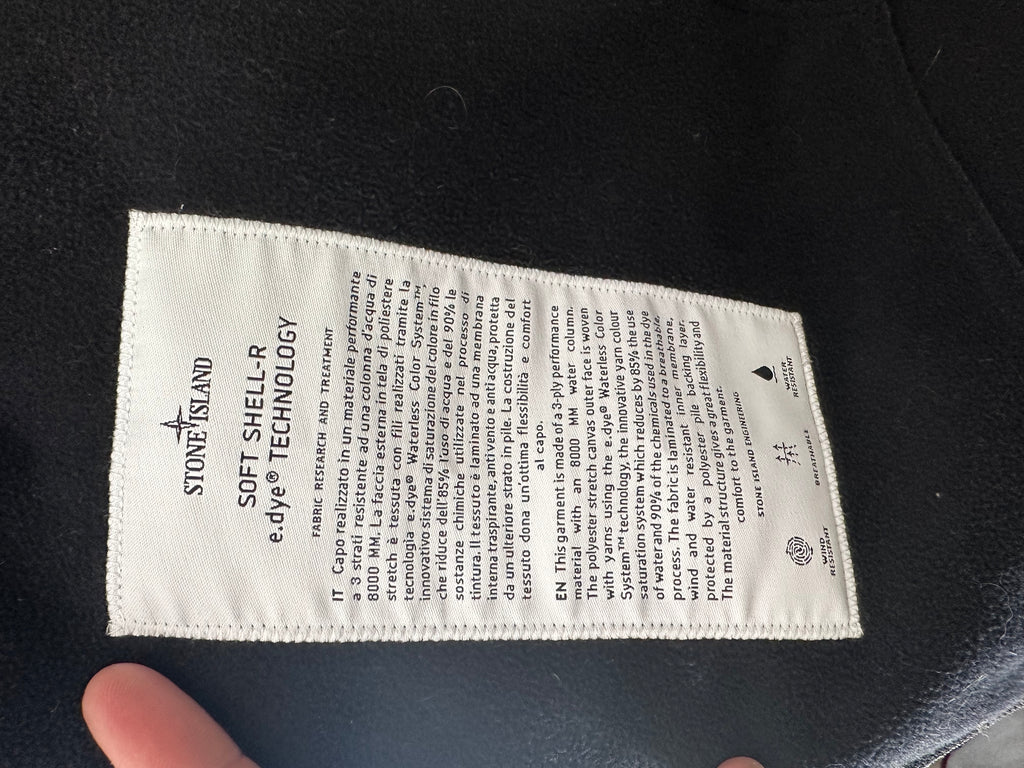 STONE ISLAND
SOFT SHELL-R
e.dye® TECHNOLOGY
FABRIC RESEARCH AND TREATMENT
IT Capo realizzato in un materiale performante
a 3 strati resistente ad una colonna d'acqua di
8000 MM. La faccia esterna in tela di poliestere
stretch è tessuta con fili realizzati tramite la
tecnologia e.dye® Waterless Color System™,
innovativo sistema di saturazione del colore in filo
che riduce dell'85% l'uso di acqua e del 90% le
sostanze chimiche utilizzate nel processo di
tintura. Il tessuto è laminato ad una membrana
interna traspirante, antivento e antiacqua, protetta
da un ulteriore strato in pile. La costruzione del
tessuto dona un'ottima flessibilità e comfort
al capo.
EN This garment is made of a 3-ply performance
material with an 8000 MM water column.
The polyester stretch canvas outer face is woven
with yarns using the e.dye® Waterless Color
System™ technology, the innovative yarn colour
saturation system which reduces by 85% the use
of water and 90% of the chemicals used in the dye
process. The fabric is laminated to a breathable,
wind and water resistant inner membrane,
protected by a polyester pile backing layer.
The material structure gives a great flexibility and
comfort to the garment.
STONE ISLAND ENGINEERING
WIND
RESISTANT
BREATHABLE
WATER
RESISTANT